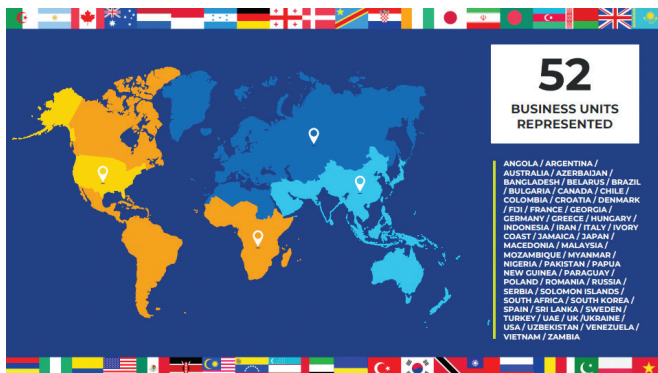 52
BUSINESS UNITS
REPRESENTED
ANGOLA / ARGENTINA /
AUSTRALIA / AZERBAIJAN /
BANGLADESH / BELARUS / BRAZIL
/ BULGARIA / CANADA / CHILE /
COLOMBIA / CROATIA / DENMARK
/ FIJI / FRANCE / GEORGIA /
GERMANY / GREECE / HUNGARY /
INDONESIA / IRAN / ITALY / IVORY
COAST / JAMAICA / JAPAN /
MACEDONIA / MALAYSIA /
MOZAMBIQUE / MYANMAR /
NIGERIA / PAKISTAN / PAPUA
NEW GUINEA / PARAGUAY /
POLAND / ROMANIA / RUSSIA /
SERBIA / SOLOMON ISLANDS /
SOUTH AFRICA / SOUTH KOREA /
SPAIN / SRI LANKA / SWEDEN /
TURKEY / UAE / UK /UKRAINE /
USA / UZBEKISTAN / VENEZUELA /
VIETNAM / ZAMBIA